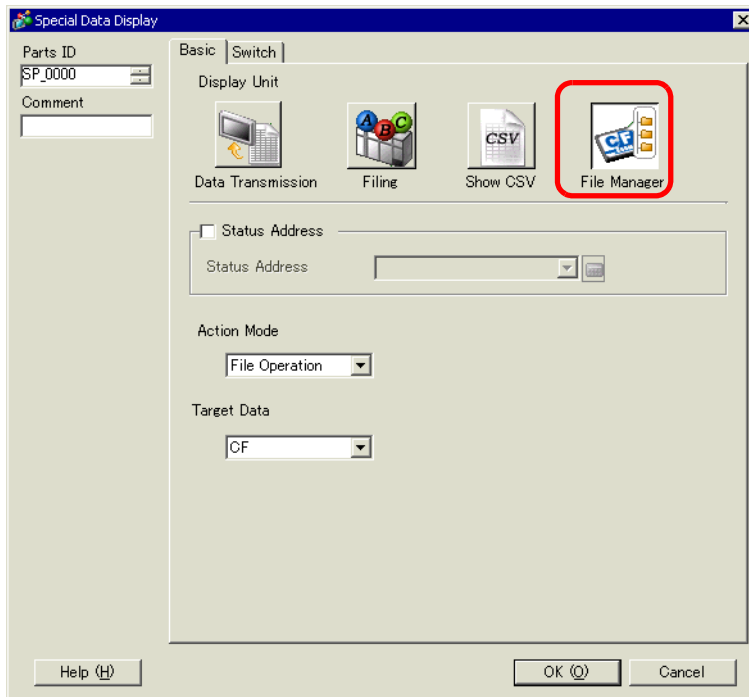 Special Data Display
Parts ID
SP_0000
Comment
Basic
Switch
Display Unit
A B C
CSV
CF
Data Transmission
Filing
Show CSV
File Manager
Status Address
Status Address
Action Mode
File Operation
Target Data
CF
Help (H)
OK (O)
Cancel